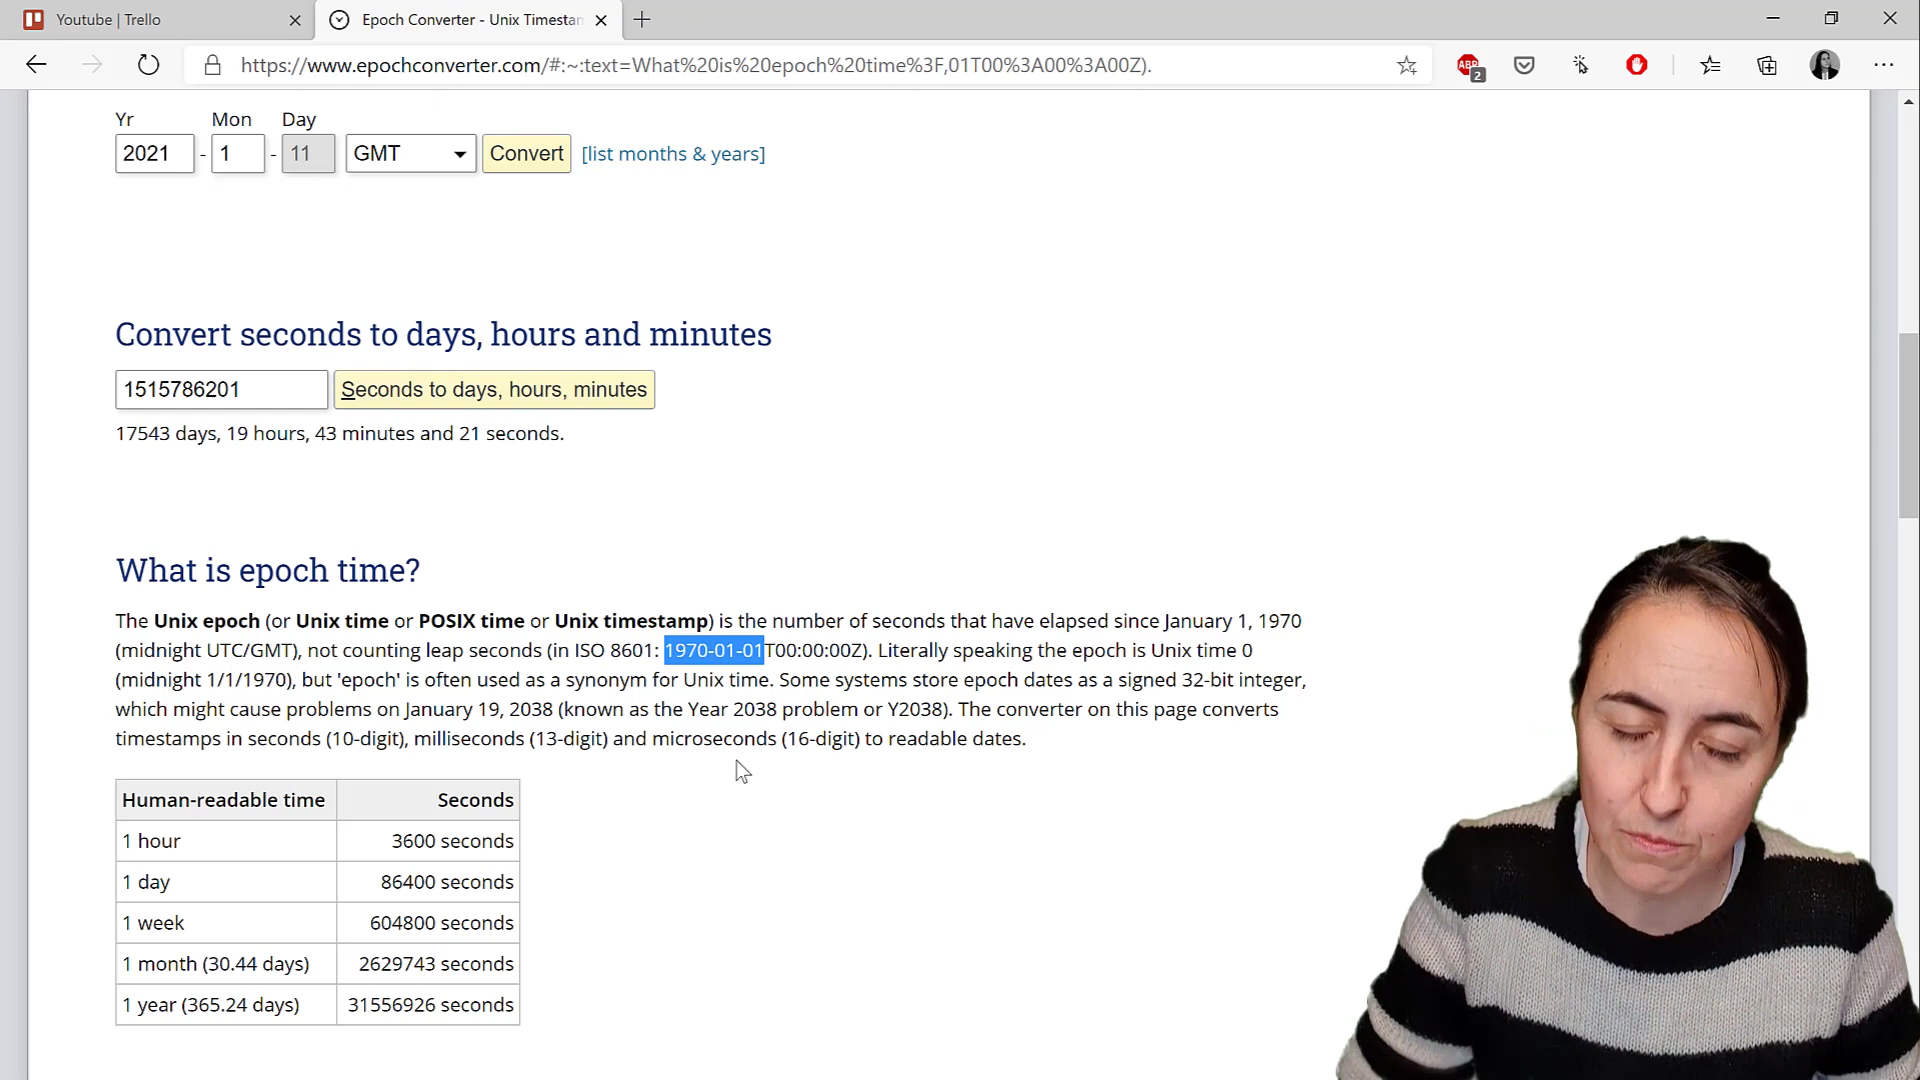 Youtube | Trello
Epoch Converter - Unix Timestan
https://www.epochconverter.com/#:~:text=What%20is%20epoch%20time%3F,01T00%3A00%3A00Z).
ABP
2
Yr Mon Day
2021 - 1 - 11 GMT Convert [list months & years]
Convert seconds to days, hours and minutes
1515786201 Seconds to days, hours, minutes
17543 days, 19 hours, 43 minutes and 21 seconds.
What is epoch time?
The Unix epoch (or Unix time or POSIX time or Unix timestamp) is the number of seconds that have elapsed since January 1, 1970
(midnight UTC/GMT), not counting leap seconds (in ISO 8601: 1970-01-01T00:00:00Z). Literally speaking the epoch is Unix time 0
(midnight 1/1/1970), but 'epoch' is often used as a synonym for Unix time. Some systems store epoch dates as a signed 32-bit integer,
which might cause problems on January 19, 2038 (known as the Year 2038 problem or Y2038). The converter on this page converts
timestamps in seconds (10-digit), milliseconds (13-digit) and microseconds (16-digit) to readable dates.
Human-readable time Seconds
1 hour 3600 seconds
1 day 86400 seconds
1 week 604800 seconds
1 month (30.44 days) 2629743 seconds
1 year (365.24 days) 31556926 seconds